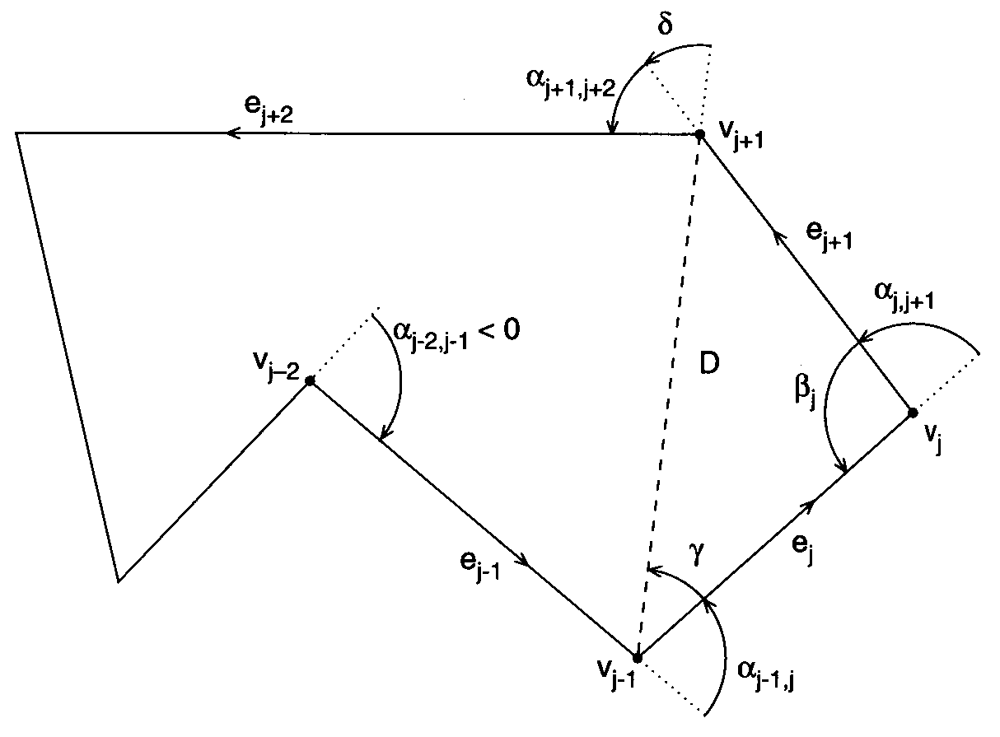 δ
α_{j+1,j+2}
e_{j+2}
v_{j+1}
e_{j+1}
α_{j,j+1}
α_{j-2,j-1} < 0
v_{j-2}
D
β_j
v_j
γ
e_j
e_{j-1}
v_{j-1}
α_{j-1,j}